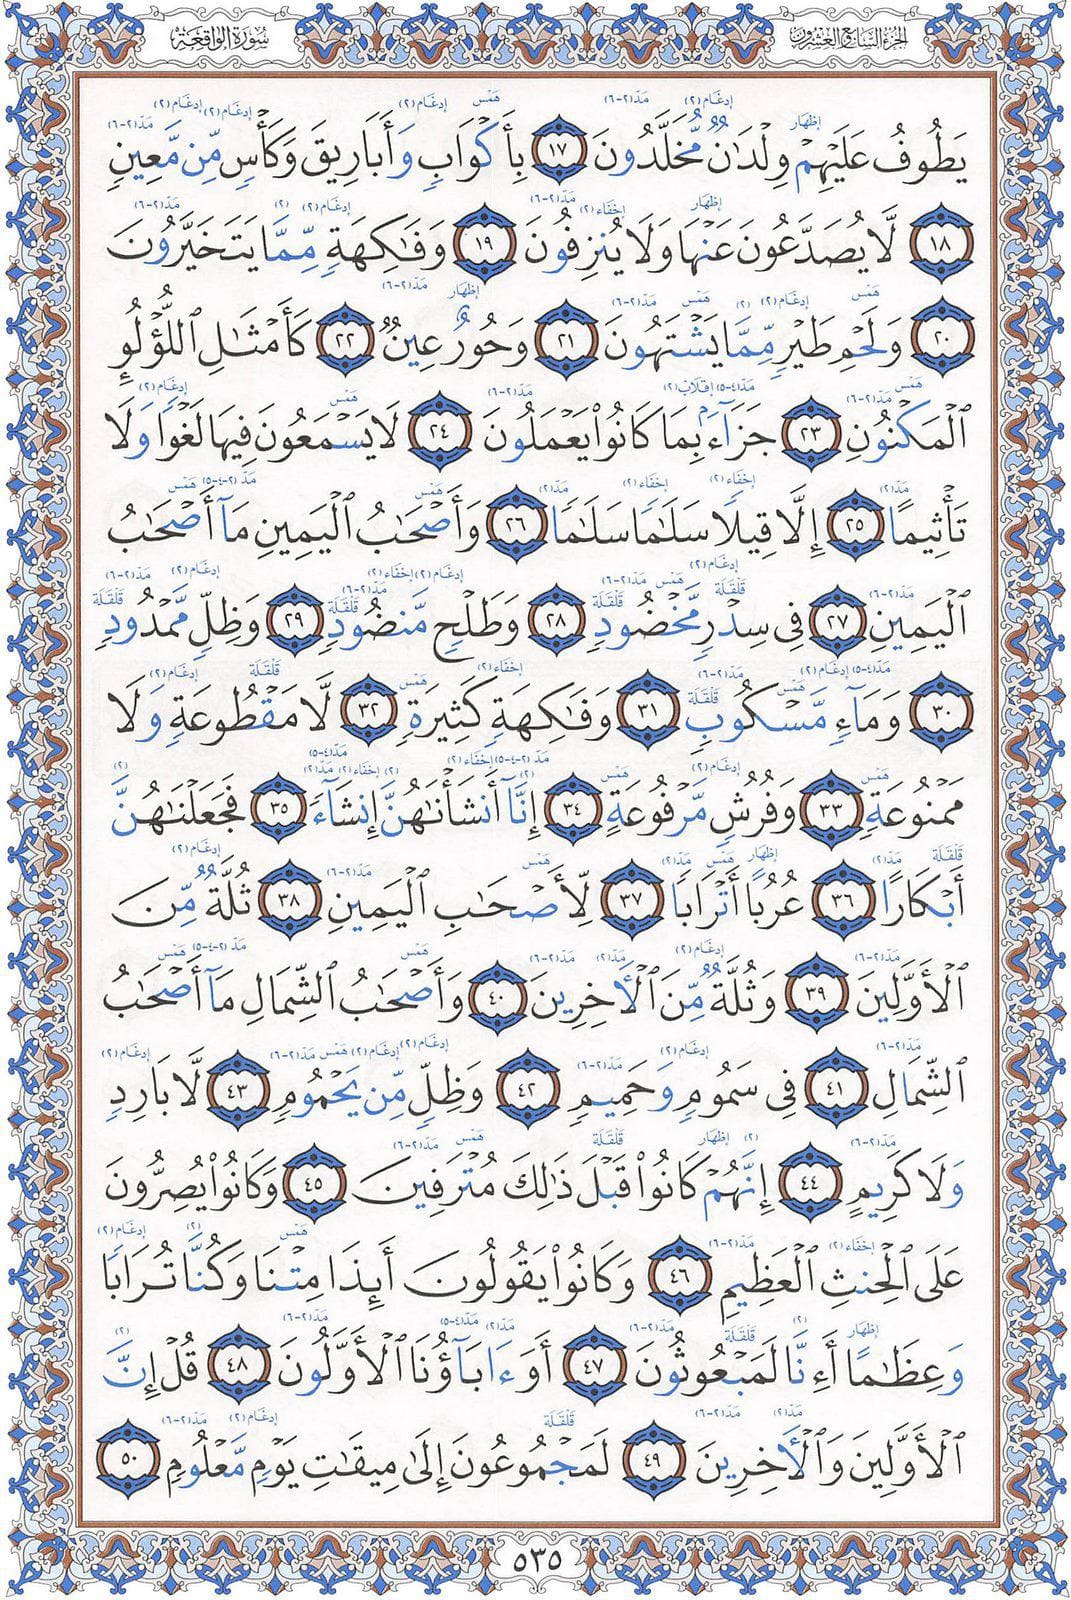 الجزء السابع والعشرون
سورة الواقعة
يَطُوفُ عَلَيْهِمْ وِلْدَٰنٌ مُّخَلَّدُونَ ١٧ بِأَكْوَابٍ وَأَبَارِيقَ وَكَأْسٍ مِّن مَّعِينٍ
١٨ لَّا يُصَدَّعُونَ عَنْهَا وَلَا يُنزِفُونَ ١٩ وَفَٰكِهَةٍ مِّمَّا يَتَخَيَّرُونَ
٢٠ وَلَحْمِ طَيْرٍ مِّمَّا يَشْتَهُونَ ٢١ وَحُورٌ عِينٌ ٢٢ كَأَمْثَٰلِ ٱللُّؤْلُؤِ
ٱلْمَكْنُونِ ٢٣ جَزَآءًۢ بِمَا كَانُوا۟ يَعْمَلُونَ ٢٤ لَا يَسْمَعُونَ فِيهَا لَغْوًا وَلَا
تَأْثِيمًا ٢٥ إِلَّا قِيلًا سَلَٰمًا سَلَٰمًا ٢٦ وَأَصْحَٰبُ ٱلْيَمِينِ مَآ أَصْحَٰبُ
ٱلْيَمِينِ ٢٧ فِى سِدْرٍ مَّخْضُودٍ ٢٨ وَطَلْحٍ مَّنضُودٍ ٢٩ وَظِلٍّ مَّمْدُودٍ
٣٠ وَمَآءٍ مَّسْكُوبٍ ٣١ وَفَٰكِهَةٍ كَثِيرَةٍ ٣٢ لَّا مَقْطُوعَةٍ وَلَا
مَمْنُوعَةٍ ٣٣ وَفُرُشٍ مَّرْفُوعَةٍ ٣٤ إِنَّآ أَنشَأْنَٰهُنَّ إِنشَآءً ٣٥ فَجَعَلْنَٰهُنَّ
أَبْكَارًا ٣٦ عُرُبًا أَتْرَابًا ٣٧ لِّأَصْحَٰبِ ٱلْيَمِينِ ٣٨ ثُلَّةٌ مِّنَ
ٱلْأَوَّلِينَ ٣٩ وَثُلَّةٌ مِّنَ ٱلْأَخِرِينَ ٤٠ وَأَصْحَٰبُ ٱلشِّمَالِ مَآ أَصْحَٰبُ
ٱلشِّمَالِ ٤١ فِى سَمُومٍ وَحَمِيمٍ ٤٢ وَظِلٍّ مِّن يَحْمُومٍ ٤٣ لَّا بَارِدٍ
وَلَا كَرِيمٍ ٤٤ إِنَّهُمْ كَانُوا۟ قَبْلَ ذَٰلِكَ مُتْرَفِينَ ٤٥ وَكَانُوا۟ يُصِرُّونَ
عَلَى ٱلْحِنثِ ٱلْعَظِيمِ ٤٦ وَكَانُوا۟ يَقُولُونَ أَئِذَا مِتْنَا وَكُنَّا تُرَابًا
وَعِظَٰمًا أَءِنَّا لَمَبْعُوثُونَ ٤٧ أَوَءَابَآؤُنَا ٱلْأَوَّلُونَ ٤٨ قُلْ إِنَّ
ٱلْأَوَّلِينَ وَٱلْأَخِرِينَ ٤٩ لَمَجْمُوعُونَ إِلَىٰ مِيقَٰتِ يَوْمٍ مَّعْلُومٍ ٥٠
٥٣٥